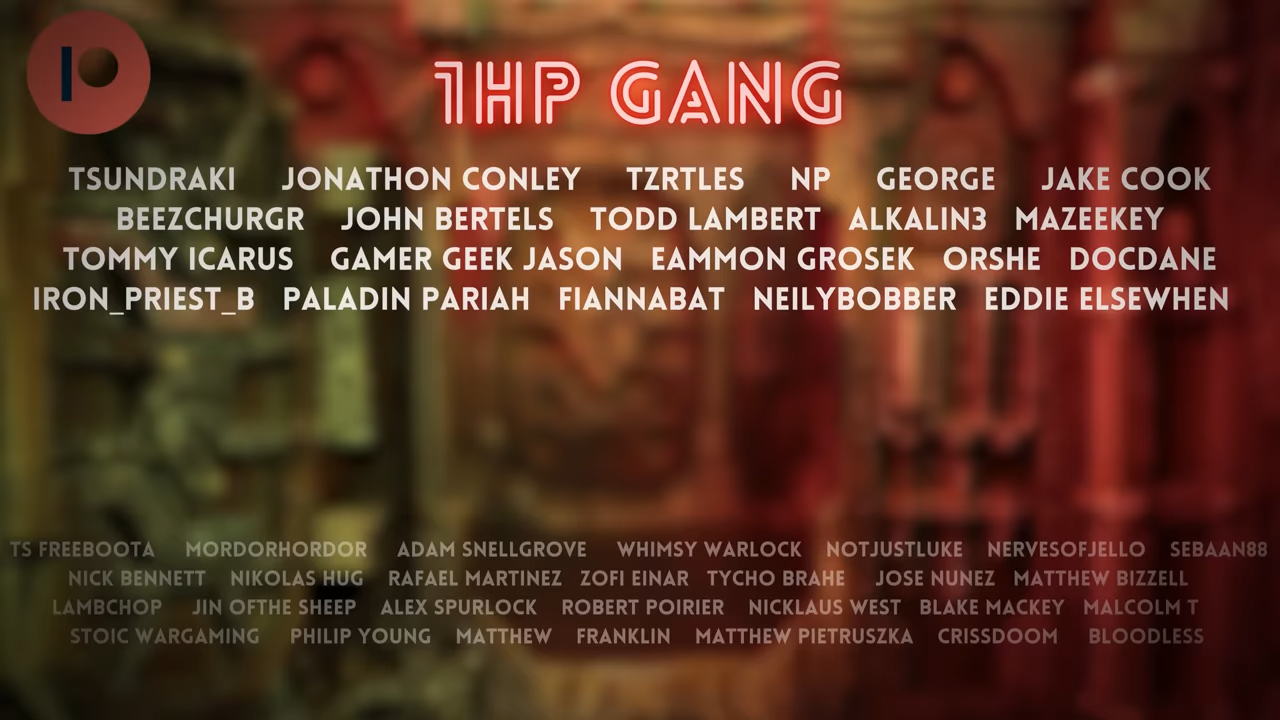 1HP GANG
TSUNDRAKI JONATHON CONLEY TZRTLES NP GEORGE JAKE COOK
BEEZCHURGR JOHN BERTELS TODD LAMBERT ALKALIN3 MAZEEKEY
TOMMY ICARUS GAMER GEEK JASON EAMMON GROSEK ORSHE DOCDANE
IRON_PRIEST_B PALADIN PARIAH FIANNABAT NEILYBOBBER EDDIE ELSEWHEN
TS FREEBOOTA MORDORHORDOR ADAM SNELLGROVE WHIMSY WARLOCK NOTJUSTLUKE NERVESOFJELLO SEBAAN88
NICK BENNETT NIKOLAS HUG RAFAEL MARTINEZ ZOFI EINAR TYCHO BRAHE JOSE NUNEZ MATTHEW BIZZELL
LAMBCHOP JIN OFTHE SHEEP ALEX SPURLOCK ROBERT POIRIER NICKLAUS WEST BLAKE MACKEY MALCOLM T
STOIC WARGAMING PHILIP YOUNG MATTHEW FRANKLIN MATTHEW PIETRUSZKA CRISSDOOM BLOODLESS